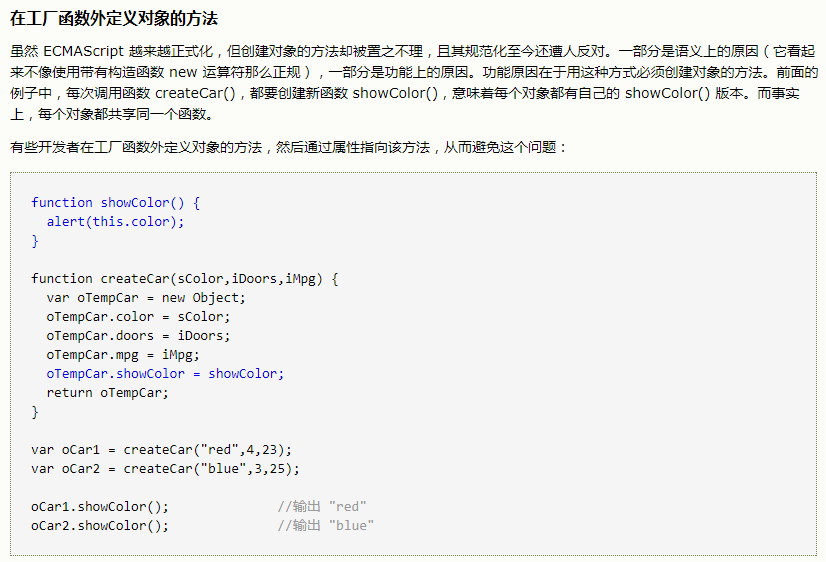 在工厂函数外定义对象的方法
虽然 ECMAScript 越来越正式化，但创建对象的方法却被置之不理，且其规范化至今还遭人反对。一部分是语义上的原因（它看起
来不像使用带有构造函数 new 运算符那么正规），一部分是功能上的原因。功能原因在于用这种方式必须创建对象的方法。前面的
例子中，每次调用函数 createCar()，都要创建新函数 showColor()，意味着每个对象都有自己的 showColor() 版本。而事实
上，每个对象都共享同一个函数。
有些开发者在工厂函数外定义对象的方法，然后通过属性指向该方法，从而避免这个问题：
function showColor() {
  alert(this.color);
}
function createCar(sColor,iDoors,iMpg) {
  var oTempCar = new Object;
  oTempCar.color = sColor;
  oTempCar.doors = iDoors;
  oTempCar.mpg = iMpg;
  oTempCar.showColor = showColor;
  return oTempCar;
}
var oCar1 = createCar("red",4,23);
var oCar2 = createCar("blue",3,25);
oCar1.showColor();              //输出 "red"
oCar2.showColor();              //输出 "blue"